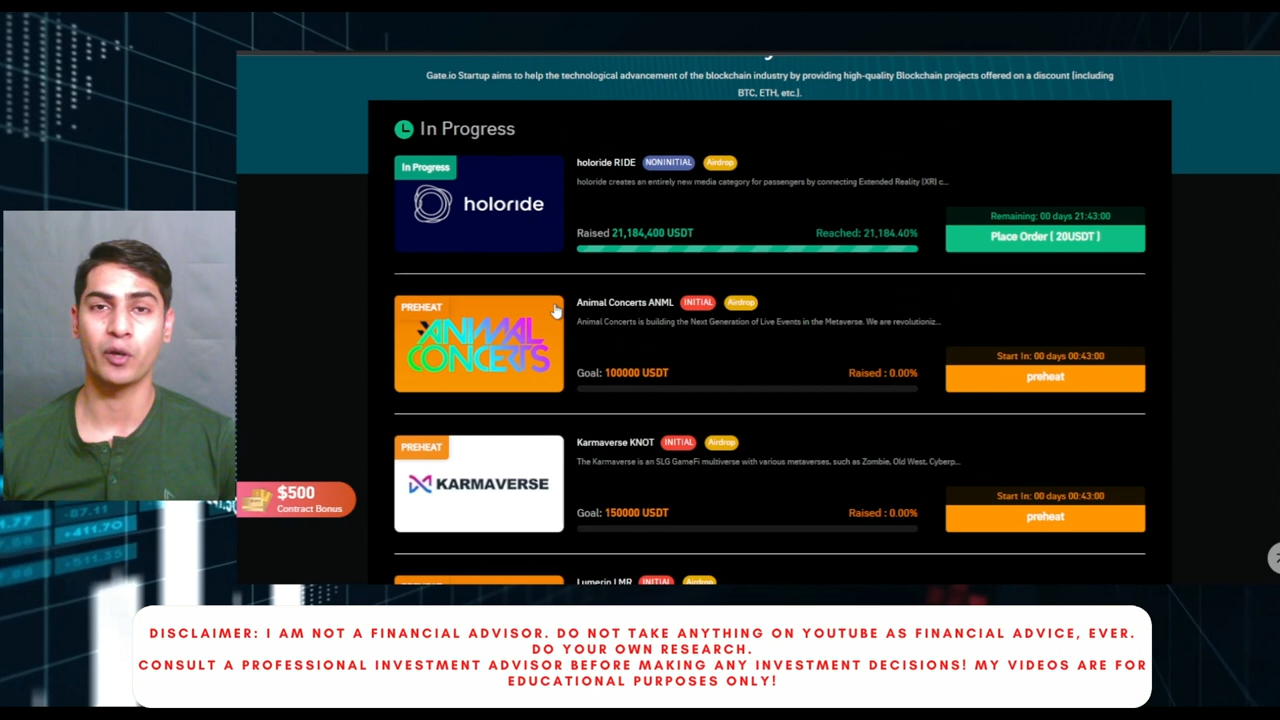 Gate.io Startup aims to help the technological advancement of the blockchain industry by providing high-quality Blockchain projects offered on a discount (including
BTC, ETH, etc.).
In Progress
In Progress
holoride
holoride RIDE NONINITIAL Airdrop
holoride creates an entirely new media category for passengers by connecting Extended Reality (XR) c...
Raised 21,184,400 USDT Reached: 21,184.40%
Remaining: 00 days 21:43:00
Place Order ( 20USDT )
PREHEAT
ANIMAL
CONCERTS
Animal Concerts ANML INITIAL Airdrop
Animal Concerts is building the Next Generation of Live Events in the Metaverse. We are revolutioniz...
Goal: 100000 USDT Raised : 0.00%
Start In: 00 days 00:43:00
preheat
PREHEAT
KARMAVERSE
Karmaverse KNOT INITIAL Airdrop
The Karmaverse is an SLG GameFi multiverse with various metaverses, such as Zombie, Old West, Cyberp...
Goal: 150000 USDT Raised : 0.00%
Start In: 00 days 00:43:00
preheat
PREHEAT
Lumerin LMR INITIAL Airdrop
$500
Contract Bonus
-87.11
+411.70
+511.35
DISCLAIMER: I AM NOT A FINANCIAL ADVISOR. DO NOT TAKE ANYTHING ON YOUTUBE AS FINANCIAL ADVICE, EVER.
DO YOUR OWN RESEARCH.
CONSULT A PROFESSIONAL INVESTMENT ADVISOR BEFORE MAKING ANY INVESTMENT DECISIONS! MY VIDEOS ARE FOR
EDUCATIONAL PURPOSES ONLY!